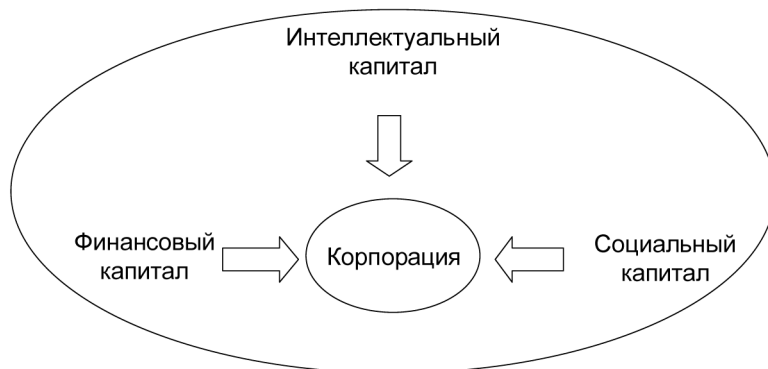 Интеллектуальный
капитал
Финансовый
капитал
Корпорация
Социальный
капитал